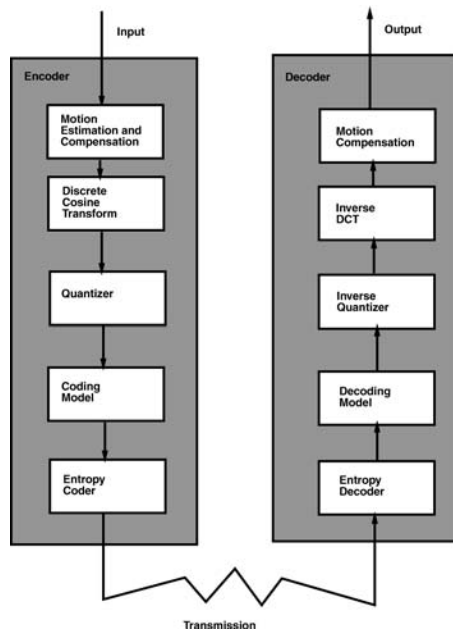 Input
Encoder
Motion
Estimation and
Compensation
Discrete
Cosine
Transform
Quantizer
Coding
Model
Entropy
Coder
Output
Decoder
Motion
Compensation
Inverse
DCT
Inverse
Quantizer
Decoding
Model
Entropy
Decoder
Transmission